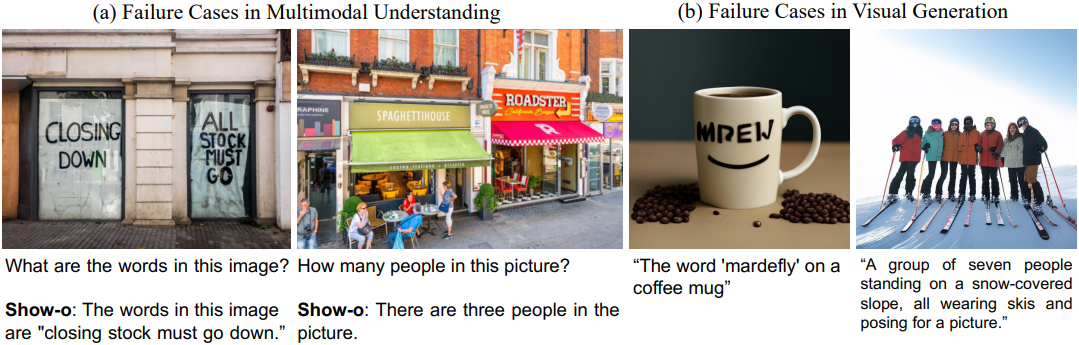 (a) Failure Cases in Multimodal Understanding
(b) Failure Cases in Visual Generation
CLOSING
DOWN
ALL
STOCK
MUST
GO
SPAGHETTIHOUSE
ROADSTER
R
MREW
What are the words in this image?
Show-o: The words in this image
are "closing stock must go down.”
How many people in this picture?
Show-o: There are three people in the
picture.
“The word 'mardefly' on a
coffee mug”
“A group of seven people
standing on a snow-covered
slope, all wearing skis and
posing for a picture.”